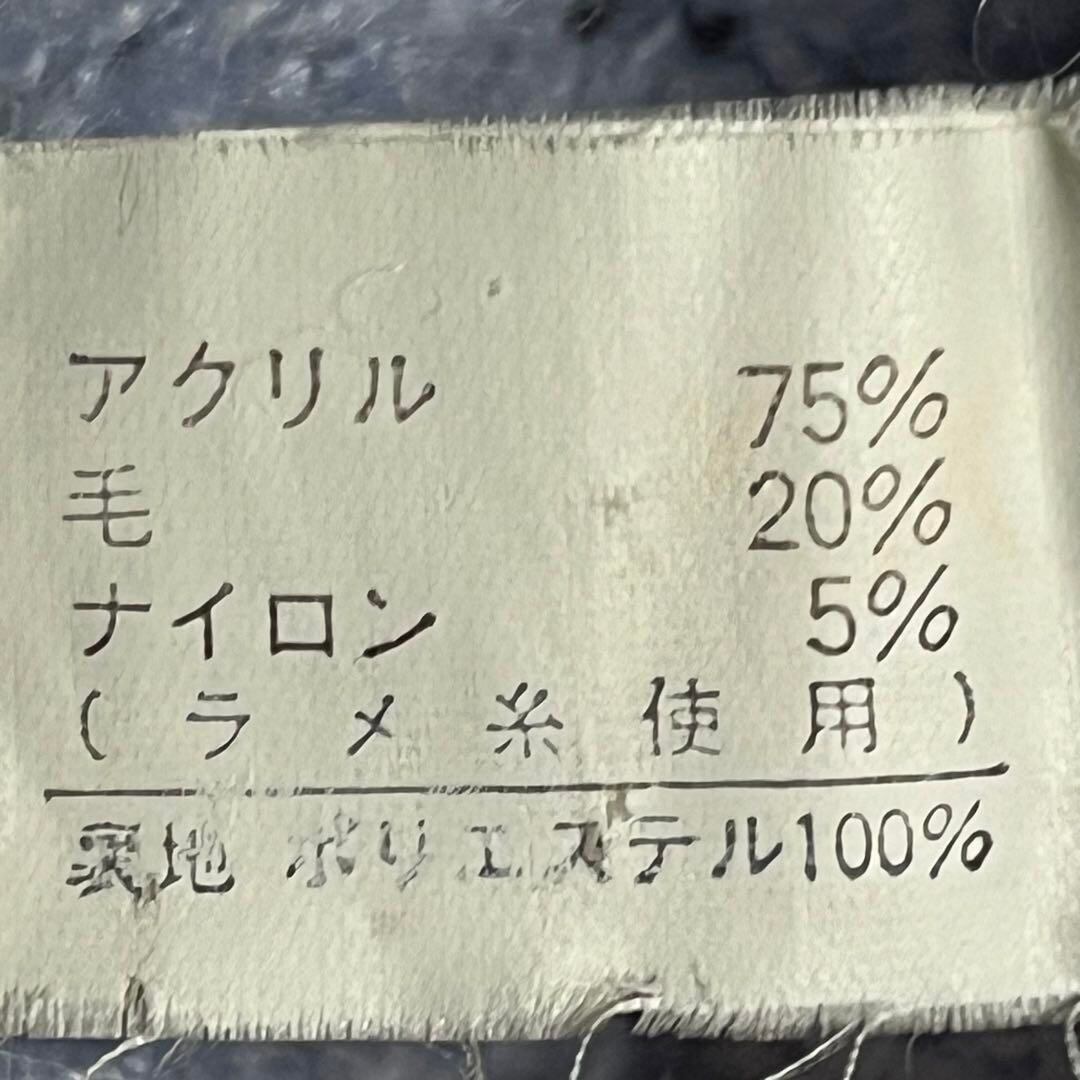 アクリル 75%
毛 20%
ナイロン 5%
(ラメ糸使用)
裏地 ポリエステル100%